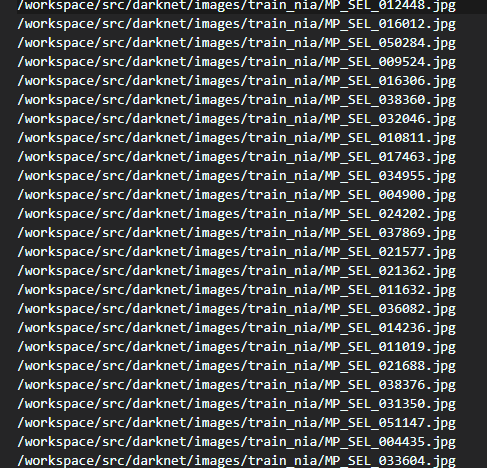 /workspace/src/darknet/images/train_nia/MP_SEL_012448.jpg
/workspace/src/darknet/images/train_nia/MP_SEL_016012.jpg
/workspace/src/darknet/images/train_nia/MP_SEL_050284.jpg
/workspace/src/darknet/images/train_nia/MP_SEL_009524.jpg
/workspace/src/darknet/images/train_nia/MP_SEL_016306.jpg
/workspace/src/darknet/images/train_nia/MP_SEL_038360.jpg
/workspace/src/darknet/images/train_nia/MP_SEL_032046.jpg
/workspace/src/darknet/images/train_nia/MP_SEL_010811.jpg
/workspace/src/darknet/images/train_nia/MP_SEL_017463.jpg
/workspace/src/darknet/images/train_nia/MP_SEL_034955.jpg
/workspace/src/darknet/images/train_nia/MP_SEL_004900.jpg
/workspace/src/darknet/images/train_nia/MP_SEL_024202.jpg
/workspace/src/darknet/images/train_nia/MP_SEL_037869.jpg
/workspace/src/darknet/images/train_nia/MP_SEL_021577.jpg
/workspace/src/darknet/images/train_nia/MP_SEL_021362.jpg
/workspace/src/darknet/images/train_nia/MP_SEL_011632.jpg
/workspace/src/darknet/images/train_nia/MP_SEL_036082.jpg
/workspace/src/darknet/images/train_nia/MP_SEL_014236.jpg
/workspace/src/darknet/images/train_nia/MP_SEL_011019.jpg
/workspace/src/darknet/images/train_nia/MP_SEL_021688.jpg
/workspace/src/darknet/images/train_nia/MP_SEL_038376.jpg
/workspace/src/darknet/images/train_nia/MP_SEL_031350.jpg
/workspace/src/darknet/images/train_nia/MP_SEL_051147.jpg
/workspace/src/darknet/images/train_nia/MP_SEL_004435.jpg
/workspace/src/darknet/images/train_nia/MP_SEL_033604.jpg